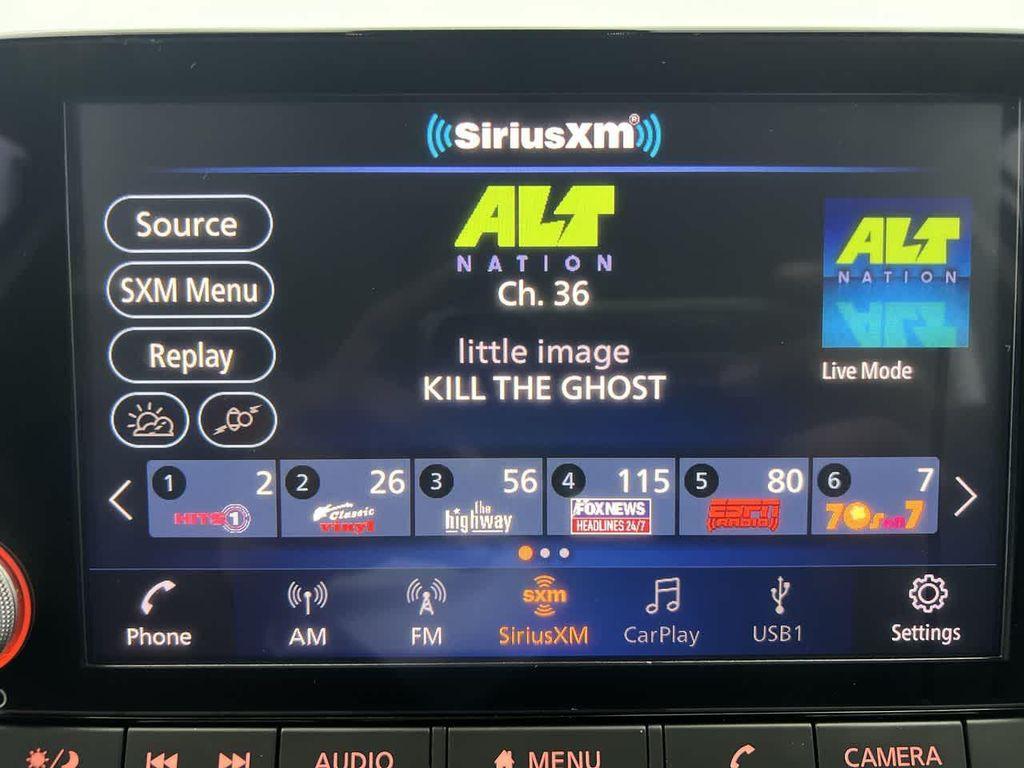 SiriusXM®
ALT
NATION
Ch. 36
little image
KILL THE GHOST
Source
SXM Menu
Replay
ALT
NATION
Live Mode
1 2
HITS 1
2 26
Classic
vinyl
3 56
the
highway
4 115
FOX NEWS
HEADLINES 24/7
5 80
ESPN
RADIO
6 7
70s on 7
Phone
AM
FM
sxm
SiriusXM
CarPlay
USB1
Settings
AUDIO
MENU
CAMERA